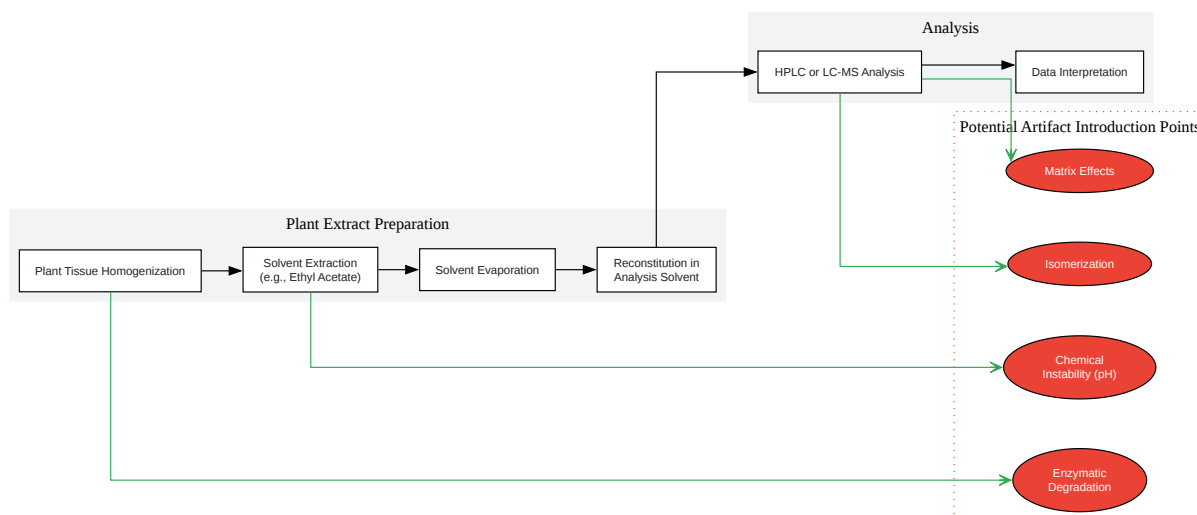 Analysis
HPLC or LC-MS Analysis
Data Interpretation
Potential Artifact Introduction Points
Matrix Effects
Plant Extract Preparation
Plant Tissue Homogenization
Solvent Extraction
(e.g., Ethyl Acetate)
Solvent Evaporation
Reconstitution in
Analysis Solvent
Isomerization
Chemical
Instability (pH)
Enzymatic
Degradation